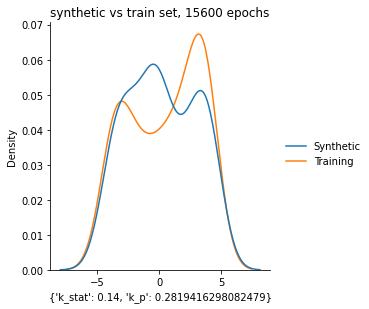 synthetic vs train set, 15600 epochs
0.07
0.06
0.05
0.04
0.03
0.02
0.01
0.00
Density
−5
0
5
Synthetic
Training
{'k_stat': 0.14, 'k_p': 0.2819416298082479}